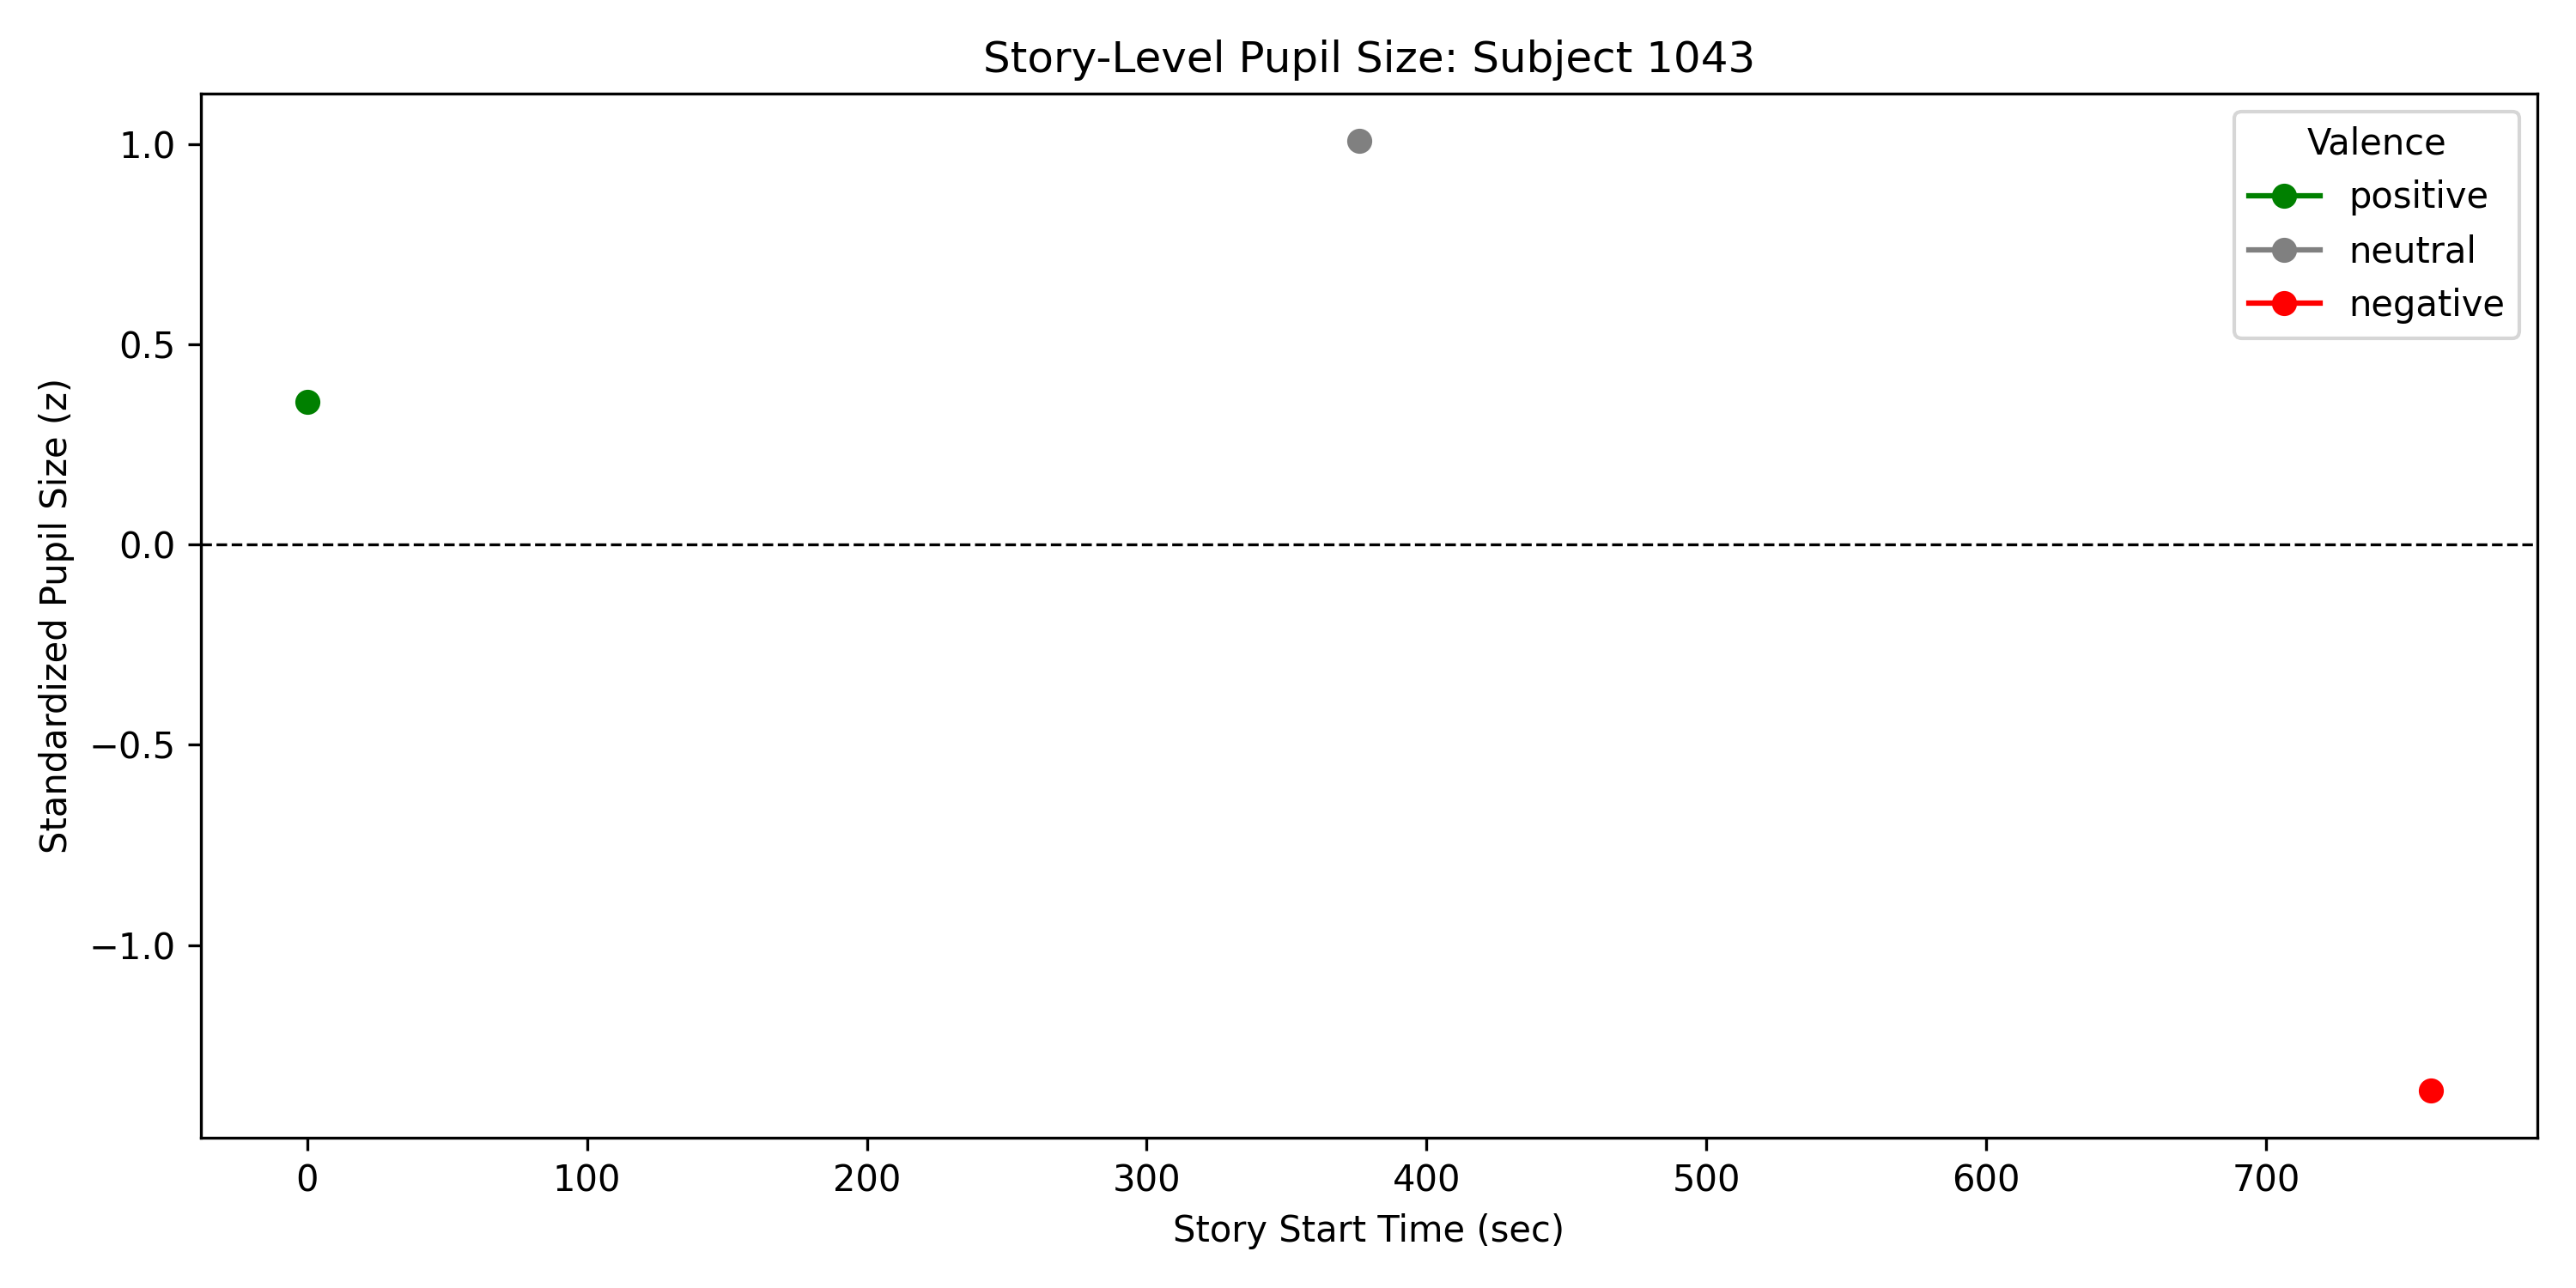 Story-Level Pupil Size: Subject 1043
Valence
positive
neutral
negative
Standardized Pupil Size (z)
1.0
0.5
0.0
−0.5
−1.0
0 100 200 300 400 500 600 700
Story Start Time (sec)